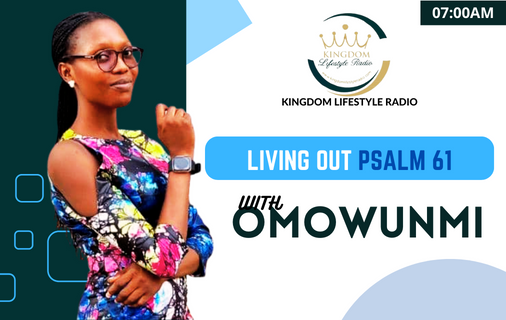 07:00AM
KINGDOM
Lifestyle Radio
KINGDOM LIFESTYLE RADIO
LIVING OUT PSALM 61
WITH
OMOWUNMI